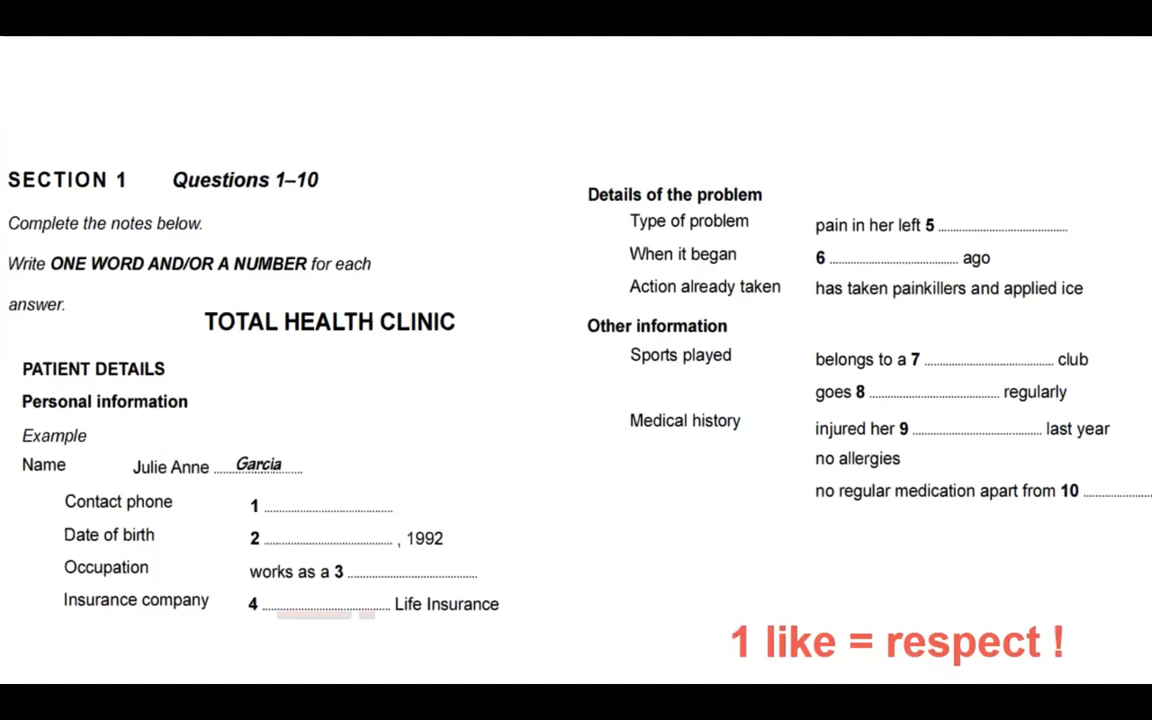 SECTION 1 Questions 1–10
Complete the notes below.
Write ONE WORD AND/OR A NUMBER for each
answer.
TOTAL HEALTH CLINIC
PATIENT DETAILS
Personal information
Example
Name Julie Anne ......Garcia......
Contact phone 1 ........................................
Date of birth 2 ........................................ , 1992
Occupation works as a 3 ........................................
Insurance company 4 ........................................ Life Insurance
Details of the problem
Type of problem pain in her left 5 ........................................
When it began 6 ........................................ ago
Action already taken has taken painkillers and applied ice
Other information
Sports played belongs to a 7 ........................................ club
goes 8 ........................................ regularly
Medical history injured her 9 ........................................ last year
no allergies
no regular medication apart from 10 ....................
1 like = respect !